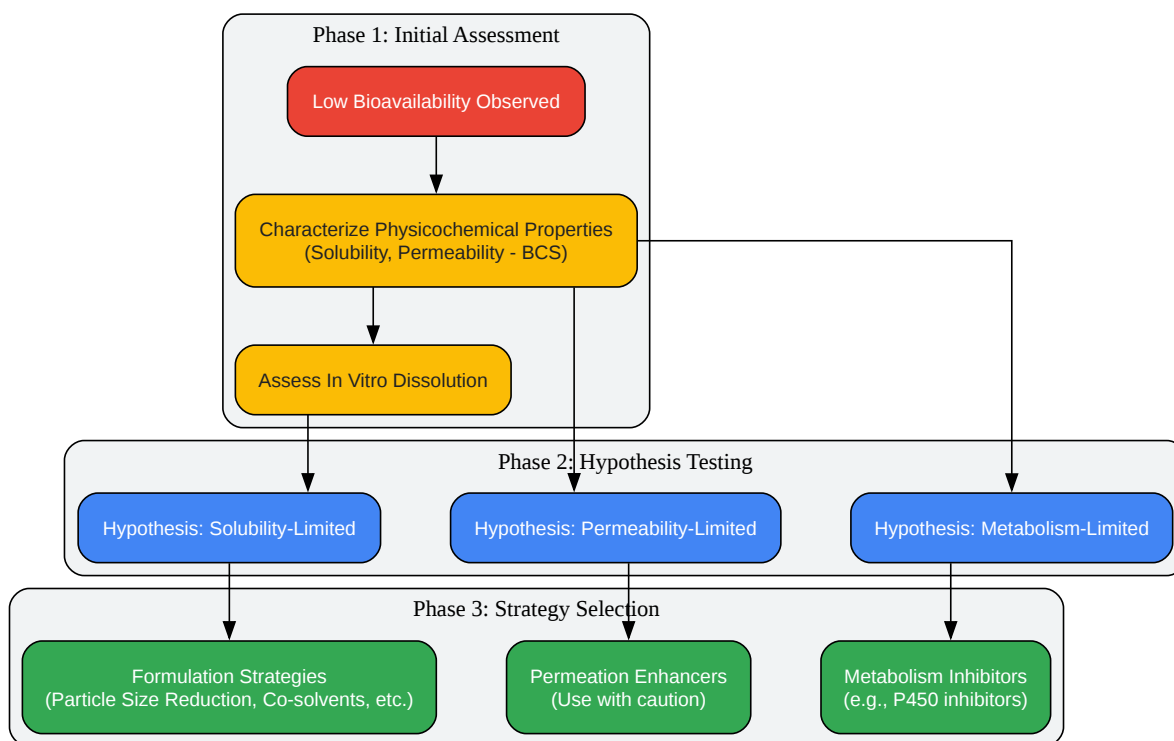 Phase 1: Initial Assessment
Low Bioavailability Observed
Characterize Physicochemical Properties
(Solubility, Permeability - BCS)
Assess In Vitro Dissolution
Phase 2: Hypothesis Testing
Hypothesis: Solubility-Limited
Hypothesis: Permeability-Limited
Hypothesis: Metabolism-Limited
Phase 3: Strategy Selection
Formulation Strategies
(Particle Size Reduction, Co-solvents, etc.)
Permeation Enhancers
(Use with caution)
Metabolism Inhibitors
(e.g., P450 inhibitors)